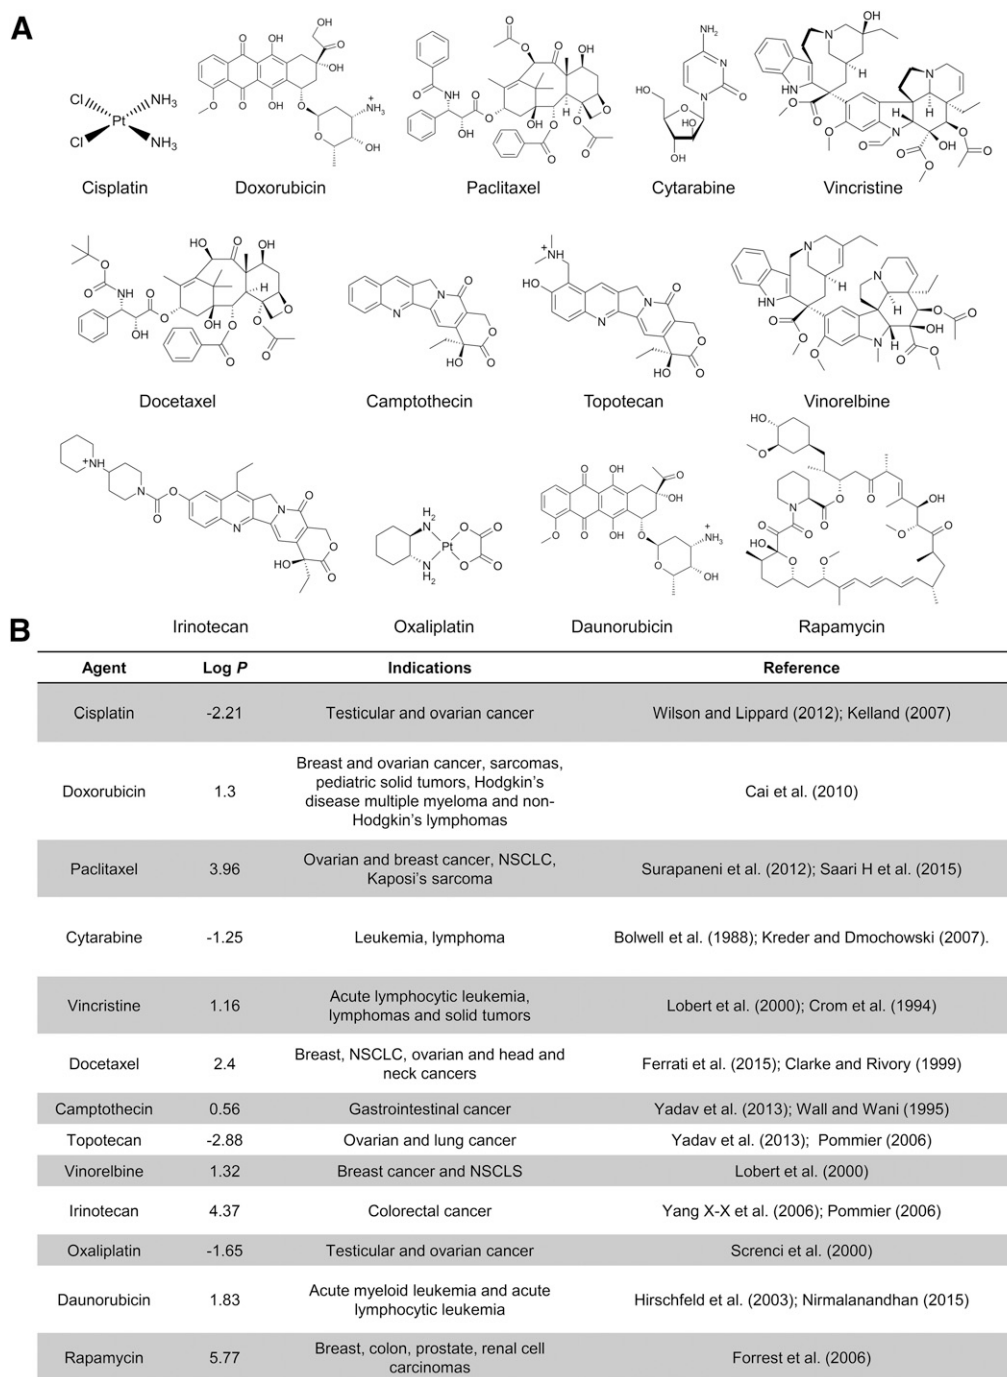 A
Cisplatin
Doxorubicin
Paclitaxel
Cytarabine
Vincristine
Docetaxel
Camptothecin
Topotecan
Vinorelbine
Irinotecan
Oxaliplatin
Daunorubicin
Rapamycin
B
Agent Log P Indications Reference
Cisplatin -2.21 Testicular and ovarian cancer Wilson and Lippard (2012); Kelland (2007)
Doxorubicin 1.3 Breast and ovarian cancer, sarcomas,
pediatric solid tumors, Hodgkin's
disease multiple myeloma and non-
Hodgkin's lymphomas
Cai et al. (2010)
Paclitaxel 3.96 Ovarian and breast cancer, NSCLC,
Kaposi's sarcoma
Surapaneni et al. (2012); Saari H et al. (2015)
Cytarabine -1.25 Leukemia, lymphoma Bolwell et al. (1988); Kreder and Dmochowski (2007).
Vincristine 1.16 Acute lymphocytic leukemia,
lymphomas and solid tumors
Lobert et al. (2000); Crom et al. (1994)
Docetaxel 2.4 Breast, NSCLC, ovarian and head and
neck cancers
Ferrati et al. (2015); Clarke and Rivory (1999)
Camptothecin 0.56 Gastrointestinal cancer Yadav et al. (2013); Wall and Wani (1995)
Topotecan -2.88 Ovarian and lung cancer Yadav et al. (2013); Pommier (2006)
Vinorelbine 1.32 Breast cancer and NSCLS Lobert et al. (2000)
Irinotecan 4.37 Colorectal cancer Yang X-X et al. (2006); Pommier (2006)
Oxaliplatin -1.65 Testicular and ovarian cancer Screnci et al. (2000)
Daunorubicin 1.83 Acute myeloid leukemia and acute
lymphocytic leukemia
Hirschfeld et al. (2003); Nirmalanandhan (2015)
Rapamycin 5.77 Breast, colon, prostate, renal cell
carcinomas
Forrest et al. (2006)